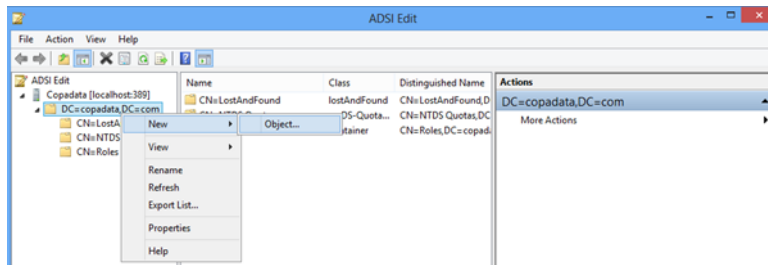 ADSI Edit
File Action View Help
ADSI Edit
Copadata [localhost:389]
DC=copadata,DC=com
CN=LostA
CN=NTDS
CN=Roles
New
View
Rename
Refresh
Export List...
Properties
Help
Object...
Name Class Distinguished Name
CN=LostAndFound lostAndFound CN=LostAndFound,D
DS-Quota... CN=NTDS Quotas,DC
tainer CN=Roles,DC=copad
Actions
DC=copadata,DC=com
More Actions